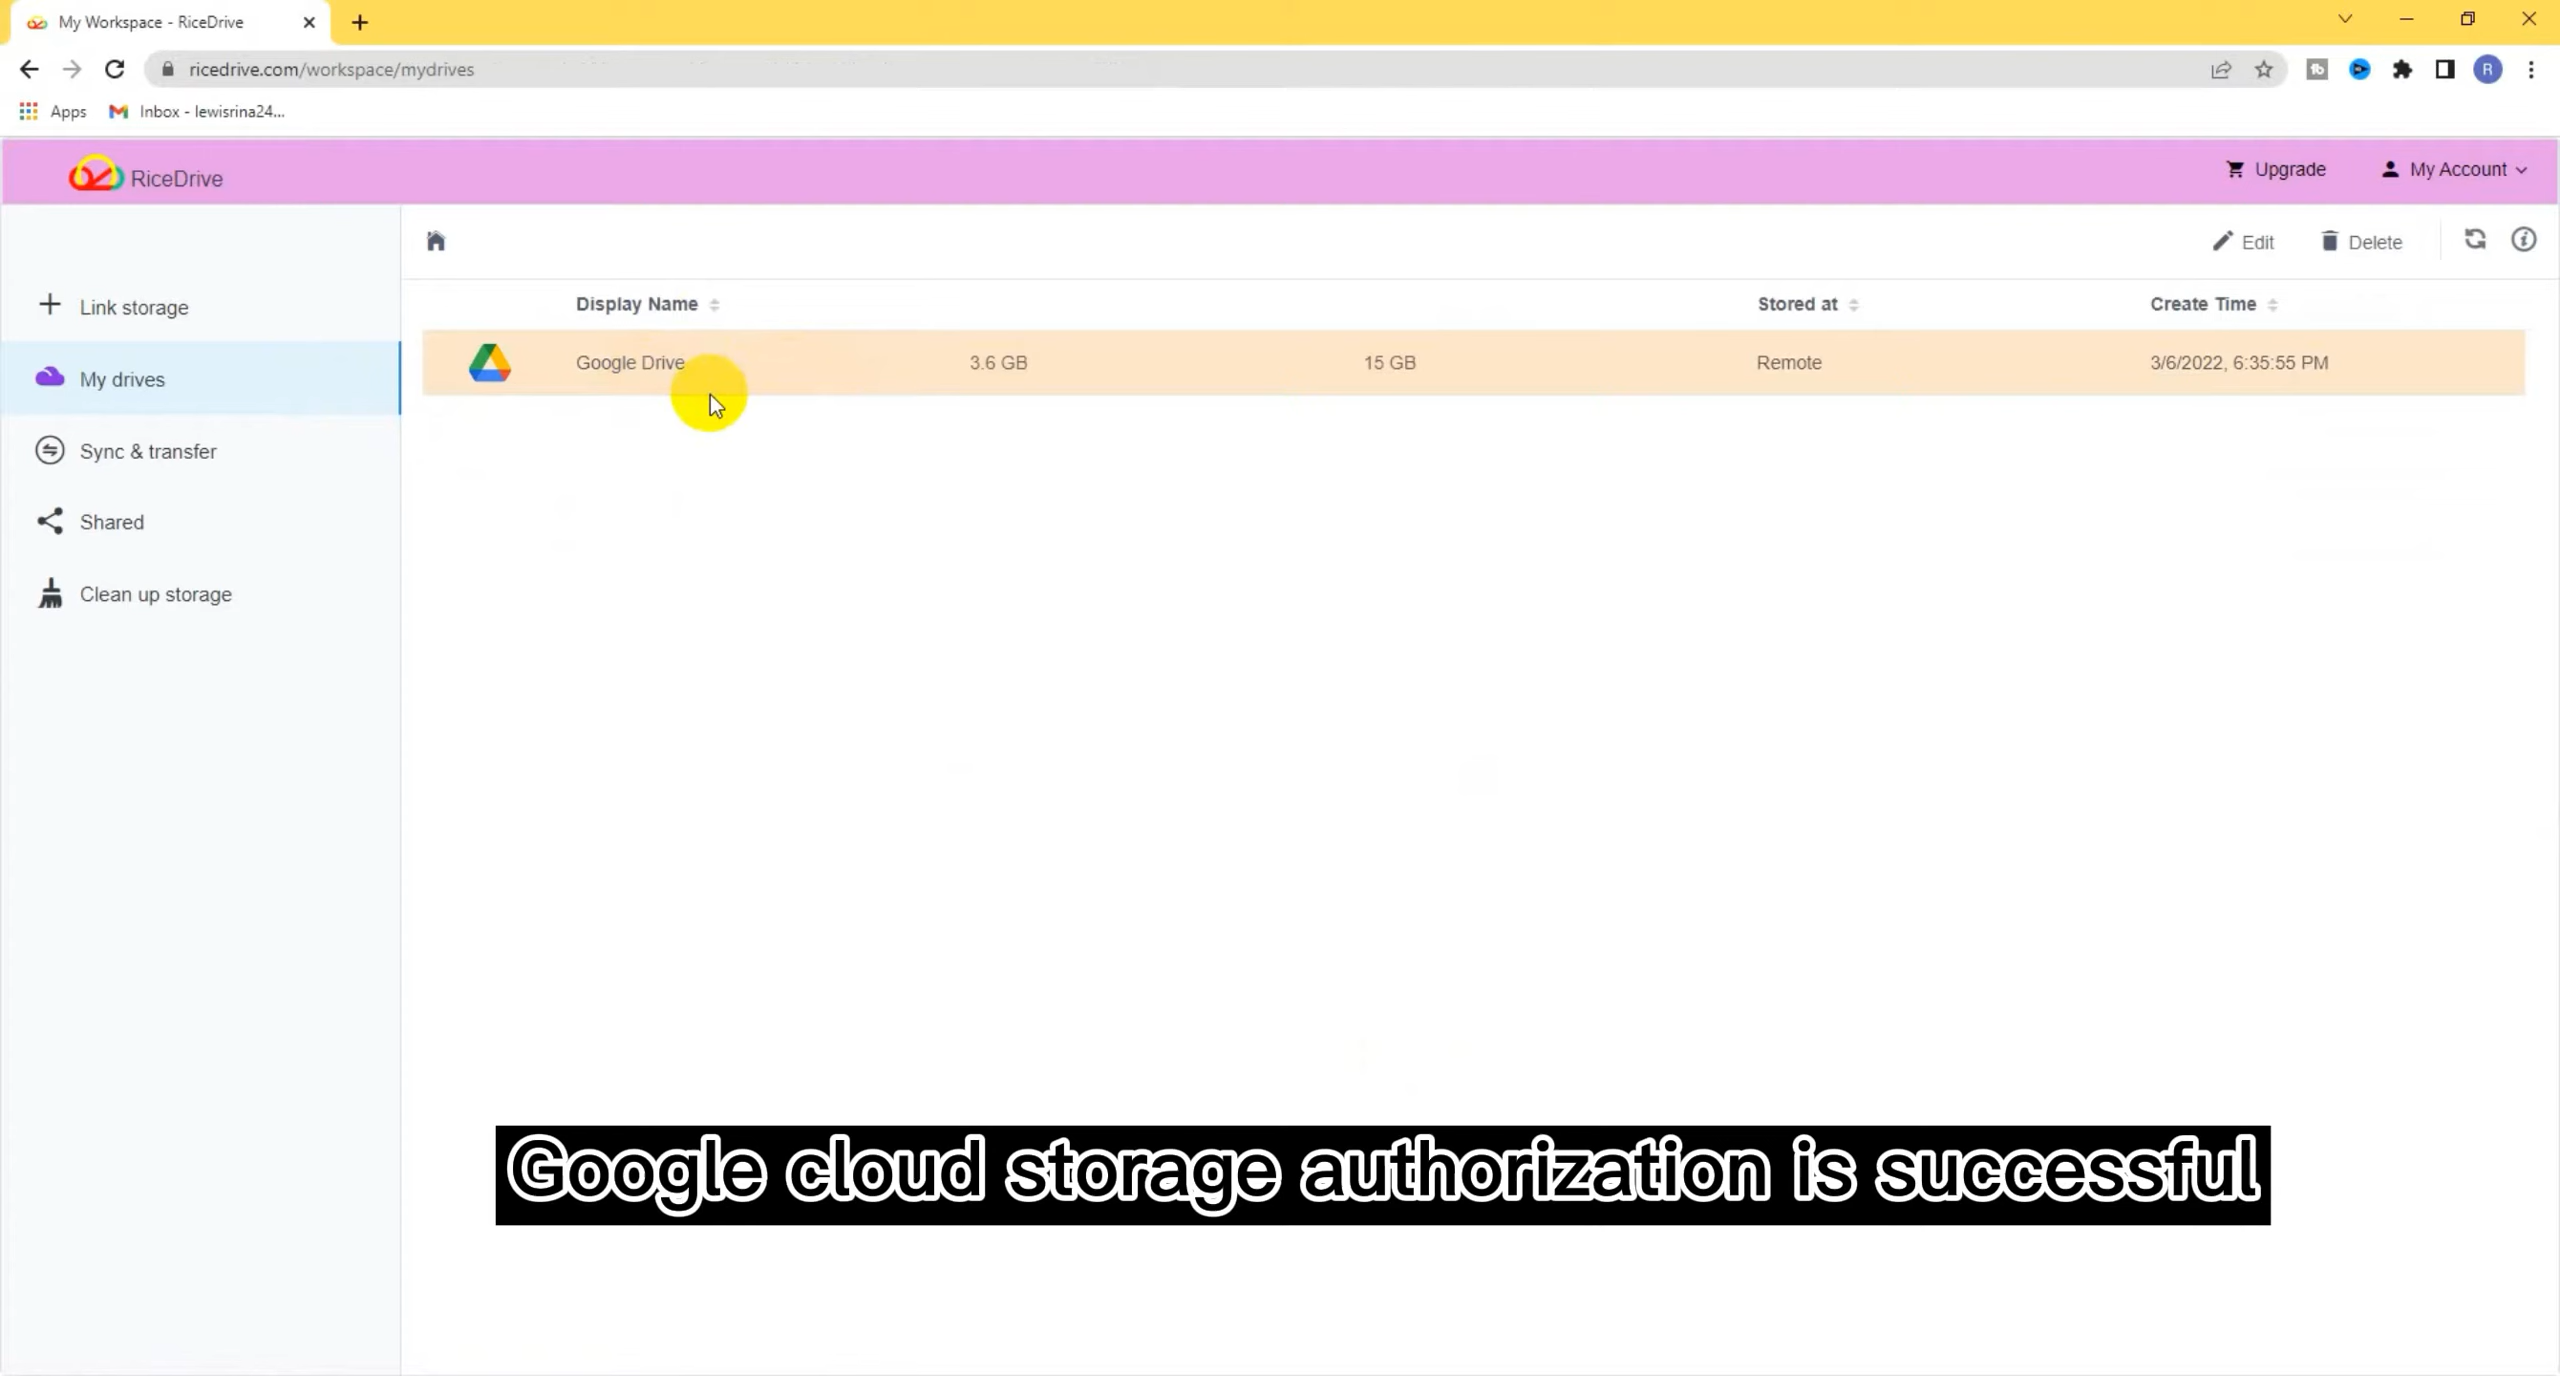 My Workspace - RiceDrive
ricedrive.com/workspace/mydrives
Apps Inbox - lewisrina24...
RiceDrive Upgrade My Account
Edit Delete
Link storage
My drives
Sync & transfer
Shared
Clean up storage
Display Name Stored at Create Time
Google Drive 3.6 GB 15 GB Remote 3/6/2022, 6:35:55 PM
Google cloud storage authorization is successful